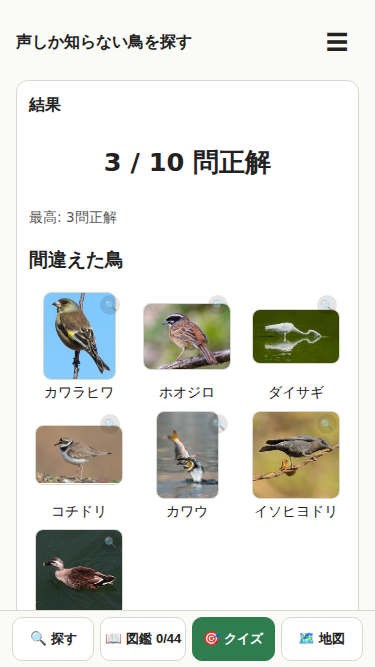 声しか知らない鳥を探す
結果
3 / 10 問正解
最高: 3問正解
間違えた鳥
カワラヒワ
ホオジロ
ダイサギ
コチドリ
カワウ
イソヒヨドリ
探す
図鑑 0/44
クイズ
地図